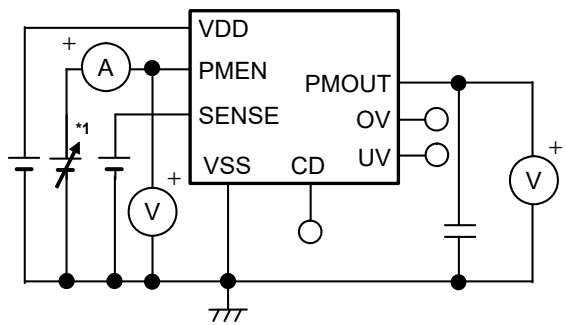 VDD
+
A
PMEN
PMOUT
*1
SENSE
OV
UV
VSS
CD
+
V
+
V